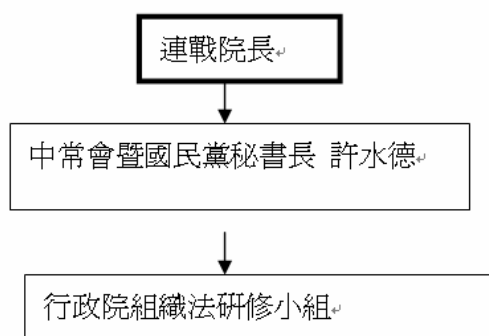 連戰院長
中常會暨國民黨秘書長 許水德
行政院組織法研修小組